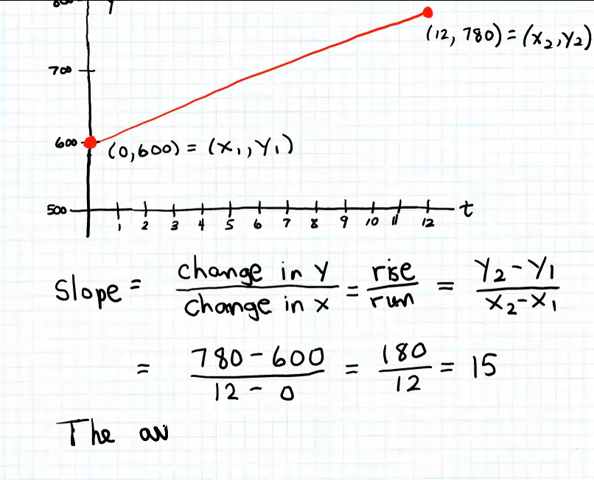 800 Y
(12, 780) = (x₂, y₂)
700
600
(0, 600) = (x₁, y₁)
500
1 2 3 4 5 6 7 8 9 10 11 12 t
Slope = change in y / change in x = rise / run = y₂ - y₁ / x₂ - x₁
= 780 - 600 / 12 - 0 = 180 / 12 = 15
The av